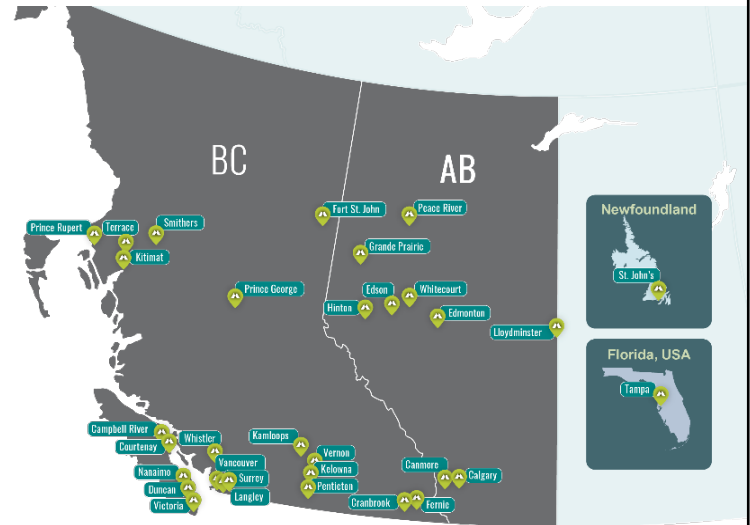 BC
AB
Fort St. John
Peace River
Prince Rupert
Terrace
Smithers
Kitimat
Grande Prairie
Prince George
Edson
Whitecourt
Hinton
Edmonton
Lloydminster
Newfoundland
St. John's
Florida, USA
Tampa
Campbell River
Courtenay
Whistler
Kamloops
Vernon
Vancouver
Kelowna
Canmore
Nanaimo
Surrey
Calgary
Duncan
Penticton
Langley
Cranbrook
Fernie
Victoria